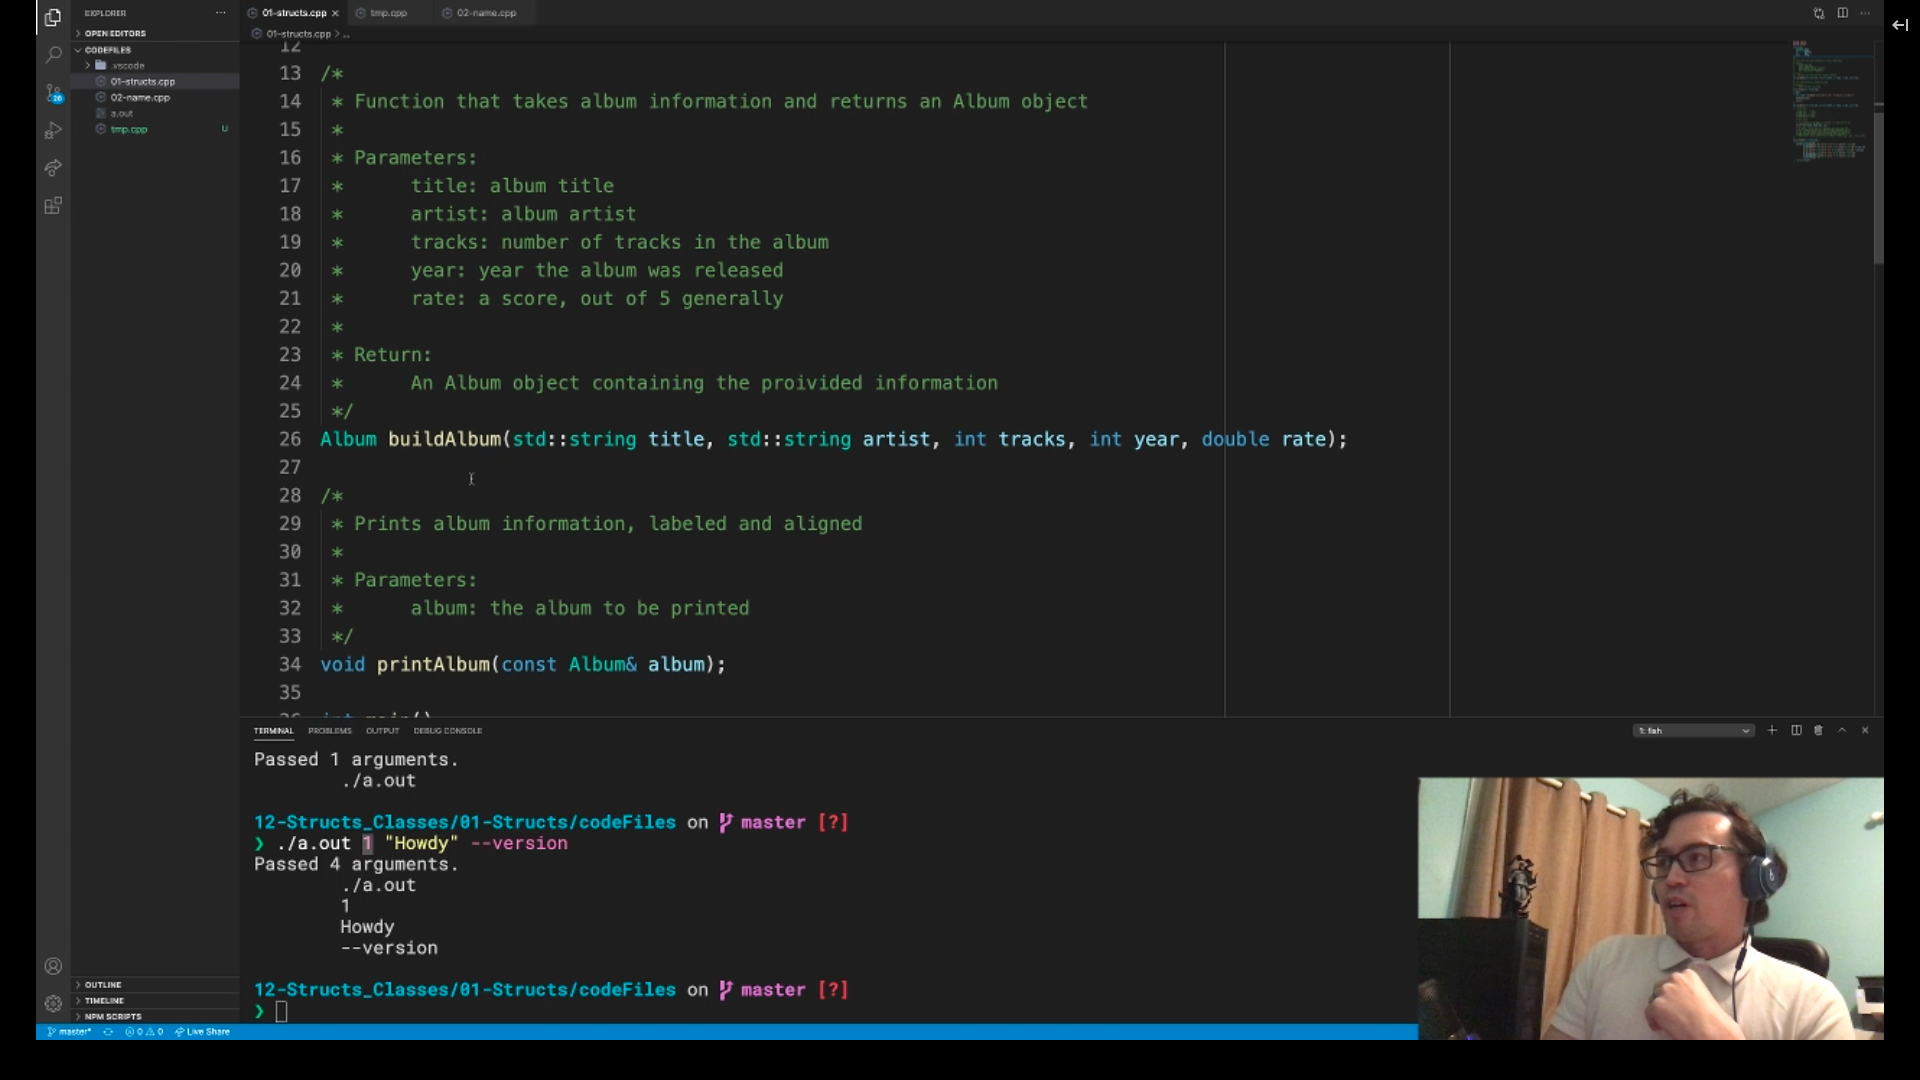 EXPLORER
···
OPEN EDITORS
CODEFILES
.vscode
01-structs.cpp
02-name.cpp
a.out
tmp.cpp
U
26
OUTLINE
TIMELINE
NPM SCRIPTS
01-structs.cpp ×
tmp.cpp
02-name.cpp
01-structs.cpp > ...
12
13 /*
14 * Function that takes album information and returns an Album object
15 *
16 * Parameters:
17 * title: album title
18 * artist: album artist
19 * tracks: number of tracks in the album
20 * year: year the album was released
21 * rate: a score, out of 5 generally
22 *
23 * Return:
24 * An Album object containing the proivided information
25 */
26 Album buildAlbum(std::string title, std::string artist, int tracks, int year, double rate);
27
28 /*
29 * Prints album information, labeled and aligned
30 *
31 * Parameters:
32 * album: the album to be printed
33 */
34 void printAlbum(const Album& album);
35
36 int main()
TERMINAL PROBLEMS OUTPUT DEBUG CONSOLE
1: fish
Passed 1 arguments.
./a.out
12-Structs_Classes/01-Structs/codeFiles on master [?]
❯ ./a.out 1 "Howdy" --version
Passed 4 arguments.
./a.out
1
Howdy
--version
12-Structs_Classes/01-Structs/codeFiles on master [?]
❯
master* 0 0 Live Share